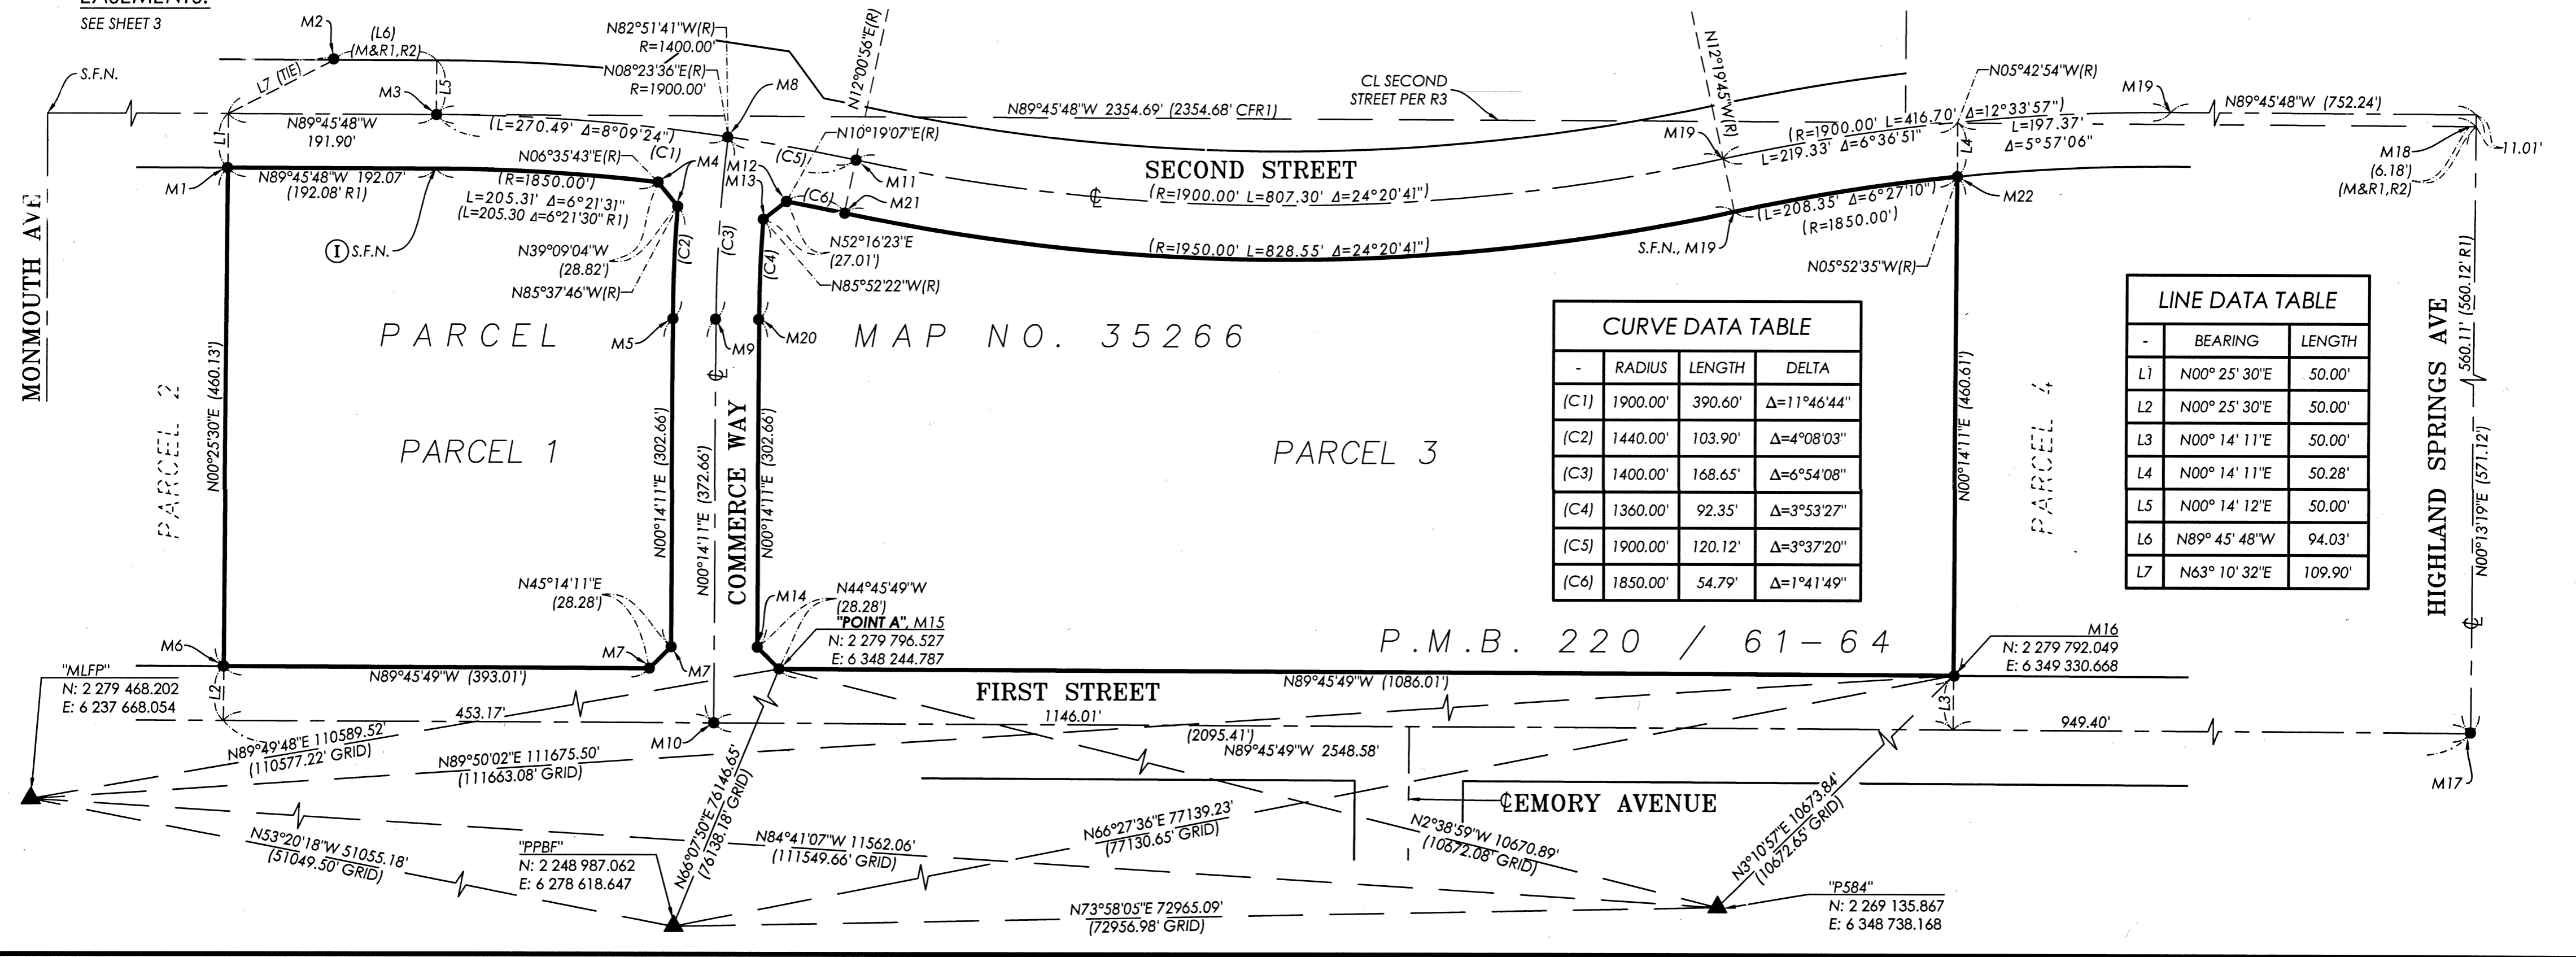 EASEMENTS:
SEE SHEET 3
M2
(L6)
(M&R1,R2)
N82°51'41"W(R)
R=1400.00'
N08°23'36"E(R)
R=1900.00'
N12°00'56"E(R)
M8
S.F.N.
L7 (TIE)
M3
L5
L1
N89°45'48"W
191.90'
(L=270.49' Δ=8°09'24")
(C1)
N06°35'43"E(R)
M4
M12
M13
(C5)
N10°19'07"E(R)
M11
(C6)
M21
N89°45'48"W 2354.69' (2354.68' CFR1)
CL SECOND
STREET PER R3
N12°19'45"W(R)
M19
N05°42'54"W(R)
M19
N89°45'48"W (752.24')
(R=1900.00' L=416.70' Δ=12°33'57")
L=219.33' Δ=6°36'51"
L=197.37'
Δ=5°57'06"
L4
M18
(6.18')
(M&R1,R2)
11.01'
M1
N89°45'48"W 192.07'
(192.08' R1)
(R=1850.00')
L=205.31' Δ=6°21'31"
(L=205.30 Δ=6°21'30" R1)
SECOND STREET
(R=1900.00' L=807.30' Δ=24°20'41")
(L=208.35' Δ=6°27'10")
(R=1850.00')
M22
I S.F.N.
N39°09'04"W
(28.82')
N85°37'46"W(R)
(C2)
(C3)
(C4)
N52°16'23"E
(27.01')
N85°52'22"W(R)
(R=1950.00' L=828.55' Δ=24°20'41")
S.F.N., M19
N05°52'35"W(R)
MONMOUTH AVE
PARCEL 2
N00°25'30"E (460.13')
PARCEL MAP NO. 35266
M5
M9
M20
PARCEL 1
N00°14'11"E (302.66')
N00°14'11"E (372.66')
COMMERCE WAY
N00°14'11"E (302.66')
PARCEL 3
CURVE DATA TABLE
- RADIUS LENGTH DELTA
(C1) 1900.00' 390.60' Δ=11°46'44"
(C2) 1440.00' 103.90' Δ=4°08'03"
(C3) 1400.00' 168.65' Δ=6°54'08"
(C4) 1360.00' 92.35' Δ=3°53'27"
(C5) 1900.00' 120.12' Δ=3°37'20"
(C6) 1850.00' 54.79' Δ=1°41'49"
N00°14'11"E (460.61')
PARCEL 4
LINE DATA TABLE
- BEARING LENGTH
L1 N00° 25' 30"E 50.00'
L2 N00° 25' 30"E 50.00'
L3 N00° 14' 11"E 50.00'
L4 N00° 14' 11"E 50.28'
L5 N00° 14' 12"E 50.00'
L6 N89° 45' 48"W 94.03'
L7 N63° 10' 32"E 109.90'
HIGHLAND SPRINGS AVE
560.11' (560.12' R1)
N00°13'19"E (571.12')
N45°14'11"E
(28.28')
M14
N44°45'49"W
(28.28')
"POINT A", M15
N: 2 279 796.527
E: 6 348 244.787
P.M.B. 220 / 61-64
M16
N: 2 279 792.049
E: 6 349 330.668
M6
M7
M7
N89°45'49"W (393.01')
"MLFP"
N: 2 279 468.202
E: 6 237 668.054
L2
453.17'
M10
FIRST STREET
N89°45'49"W (1086.01')
1146.01'
(2095.41')
N89°45'49"W 2548.58'
L3
949.40'
M17
N89°49'48"E 110589.52'
(110577.22' GRID)
N89°50'02"E 111675.50'
(111663.08' GRID)
N66°07'50"E 76146.65'
(76138.18' GRID)
EMORY AVENUE
N53°20'18"W 51055.18'
(51049.50' GRID)
"PPBF"
N: 2 248 987.062
E: 6 278 618.647
N84°41'07"W 11562.06'
(111549.66' GRID)
N66°27'36"E 77139.23'
(77130.65' GRID)
N2°38'59"W 10670.89'
(10672.08' GRID)
N3°10'57"E 10673.84'
(10672.65' GRID)
N73°58'05"E 72965.09'
(72956.98' GRID)
"P584"
N: 2 269 135.867
E: 6 348 738.168